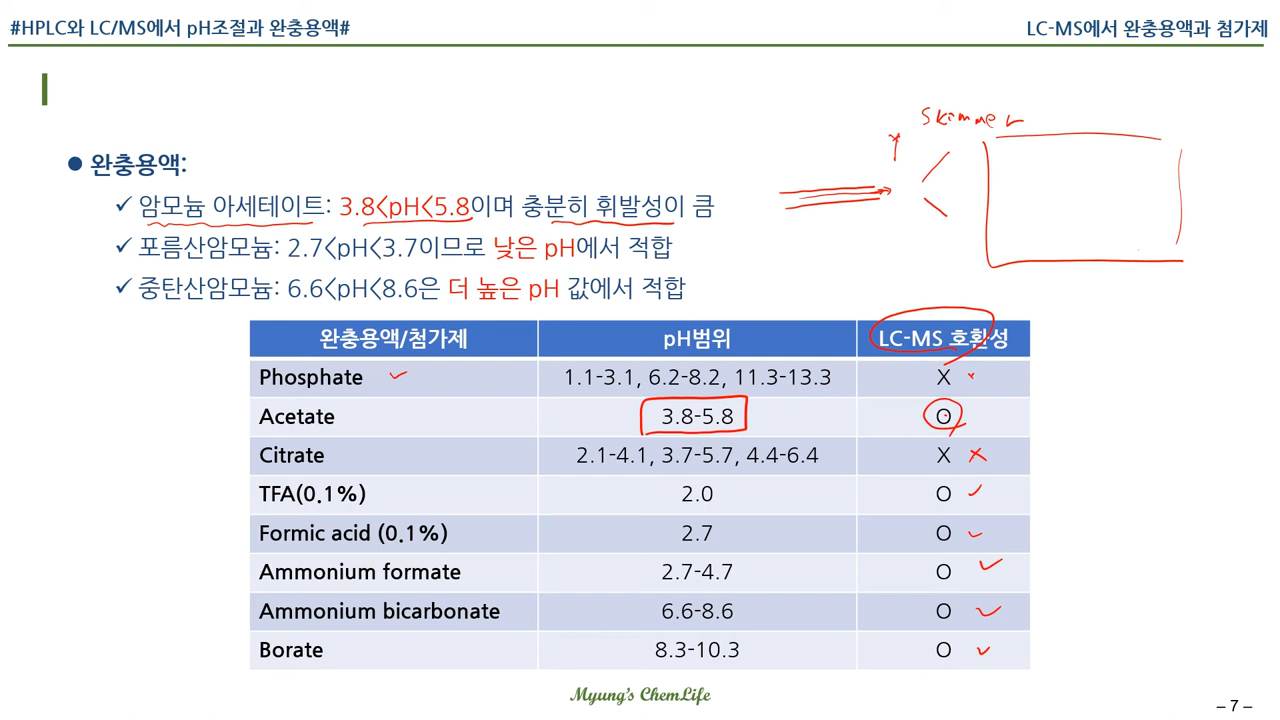 #HPLC와 LC/MS에서 pH조절과 완충용액#
LC-MS에서 완충용액과 첨가제
Skimmer
● 완충용액:
✓ 암모늄 아세테이트: 3.8<pH<5.8이며 충분히 휘발성이 큼
✓ 포름산암모늄: 2.7<pH<3.7이므로 낮은 pH에서 적합
✓ 중탄산암모늄: 6.6<pH<8.6은 더 높은 pH 값에서 적합
완충용액/첨가제 pH범위 LC-MS 호환성
Phosphate 1.1-3.1, 6.2-8.2, 11.3-13.3 X
Acetate 3.8-5.8 O
Citrate 2.1-4.1, 3.7-5.7, 4.4-6.4 X
TFA(0.1%) 2.0 O
Formic acid (0.1%) 2.7 O
Ammonium formate 2.7-4.7 O
Ammonium bicarbonate 6.6-8.6 O
Borate 8.3-10.3 O
Myung's ChemLife
– 7 –